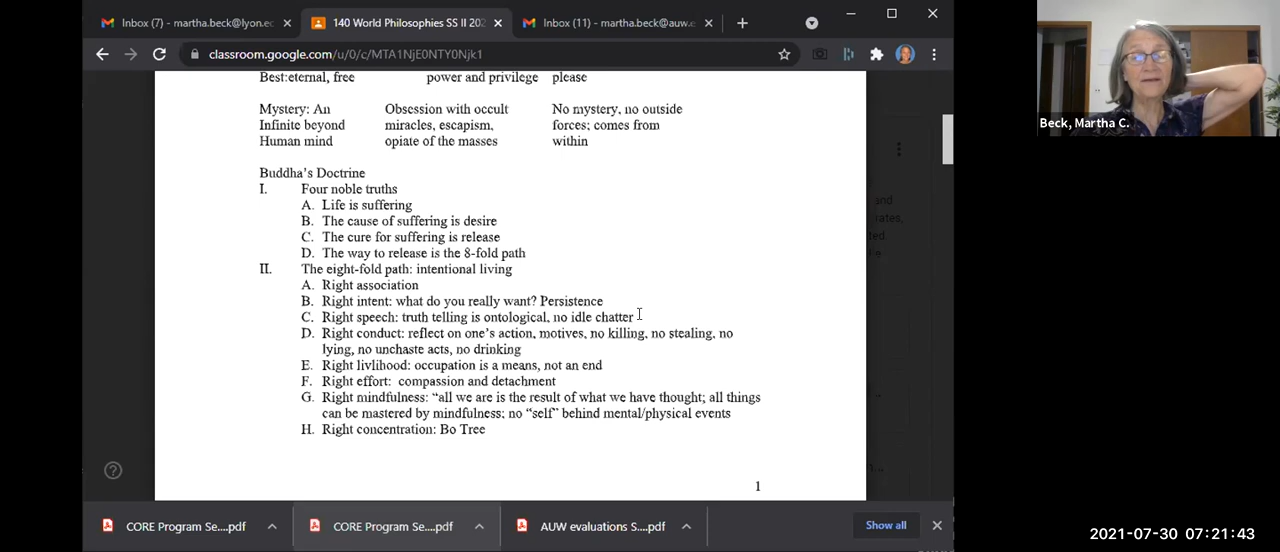 Inbox (7) - martha.beck@lyon.ec
140 World Philosophies SS II 202
Inbox (11) - martha.beck@auw.e
classroom.google.com/u/0/c/MTA1NjE0NTY0Njk1
Best:eternal, free power and privilege please
Mystery: An Obsession with occult No mystery, no outside
Infinite beyond miracles, escapism, forces; comes from
Human mind opiate of the masses within
Buddha's Doctrine
I. Four noble truths
A. Life is suffering
B. The cause of suffering is desire
C. The cure for suffering is release
D. The way to release is the 8-fold path
II. The eight-fold path: intentional living
A. Right association
B. Right intent: what do you really want? Persistence
C. Right speech: truth telling is ontological, no idle chatter
D. Right conduct: reflect on one's action, motives, no killing, no stealing, no
lying, no unchaste acts, no drinking
E. Right livlihood: occupation is a means, not an end
F. Right effort: compassion and detachment
G. Right mindfulness: "all we are is the result of what we have thought; all things
can be mastered by mindfulness; no "self" behind mental/physical events
H. Right concentration: Bo Tree
1
and
rates,
ted
CORE Program Se....pdf
CORE Program Se....pdf
AUW evaluations S....pdf
Show all
Beck, Martha C.
2021-07-30 07:21:43